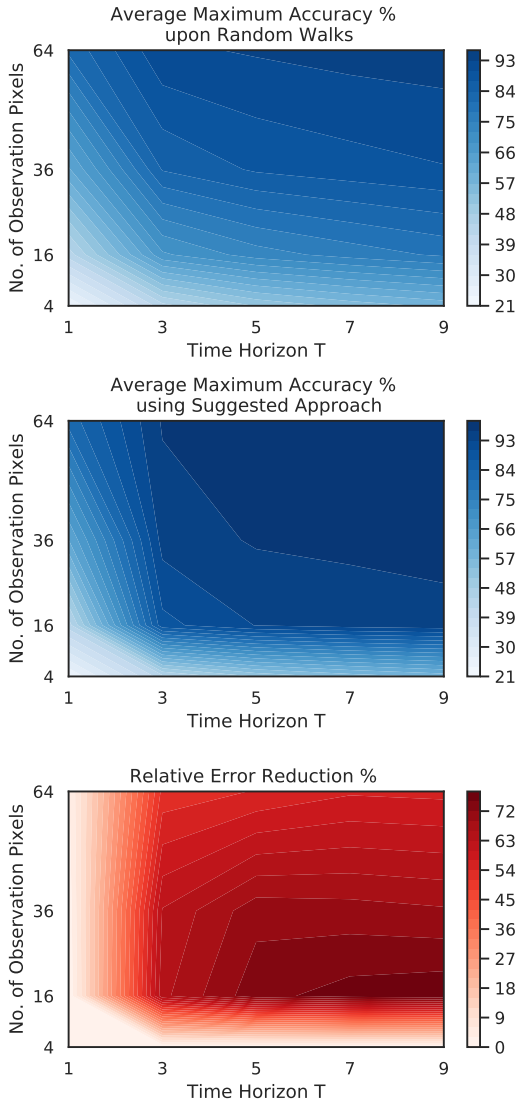 Average Maximum Accuracy %
upon Random Walks
No. of Observation Pixels
64
36
16
4
1 3 5 7 9
Time Horizon T
93
84
75
66
57
48
39
30
21
Average Maximum Accuracy %
using Suggested Approach
No. of Observation Pixels
64
36
16
4
1 3 5 7 9
Time Horizon T
93
84
75
66
57
48
39
30
21
Relative Error Reduction %
No. of Observation Pixels
64
36
16
4
1 3 5 7 9
Time Horizon T
72
63
54
45
36
27
18
9
0